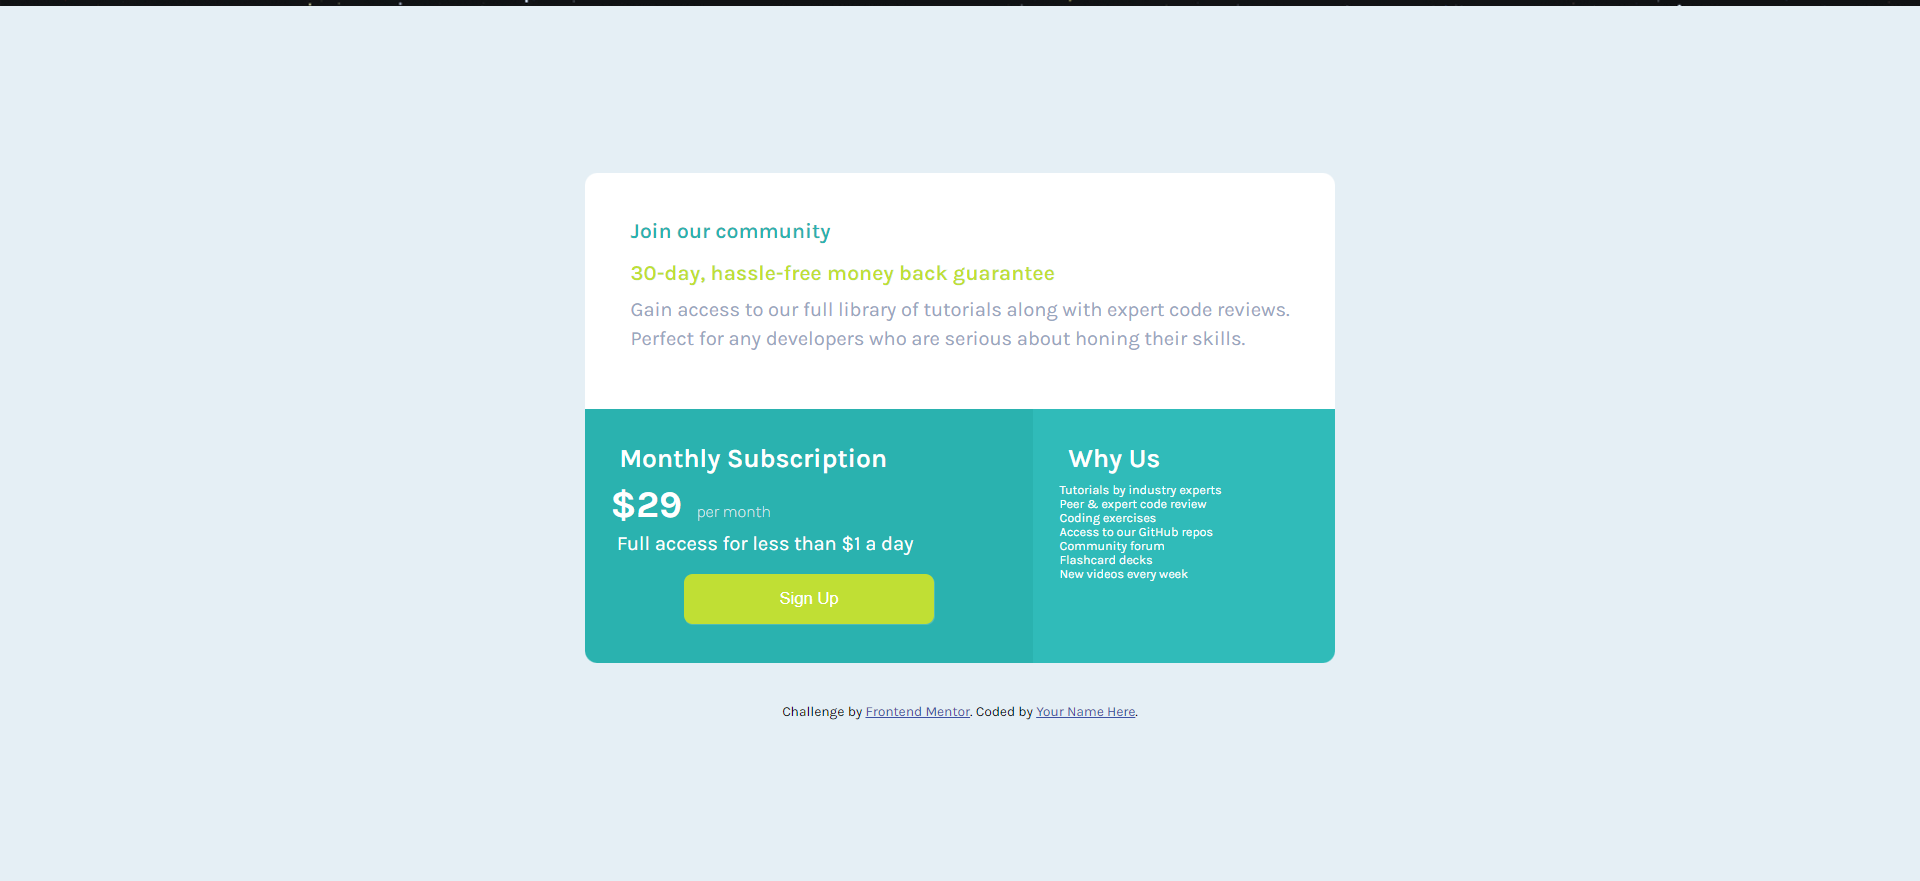 Join our community
30-day, hassle-free money back guarantee
Gain access to our full library of tutorials along with expert code reviews.
Perfect for any developers who are serious about honing their skills.
Monthly Subscription
$29 per month
Full access for less than $1 a day
Sign Up
Why Us
Tutorials by industry experts
Peer & expert code review
Coding exercises
Access to our GitHub repos
Community forum
Flashcard decks
New videos every week
Challenge by Frontend Mentor. Coded by Your Name Here.